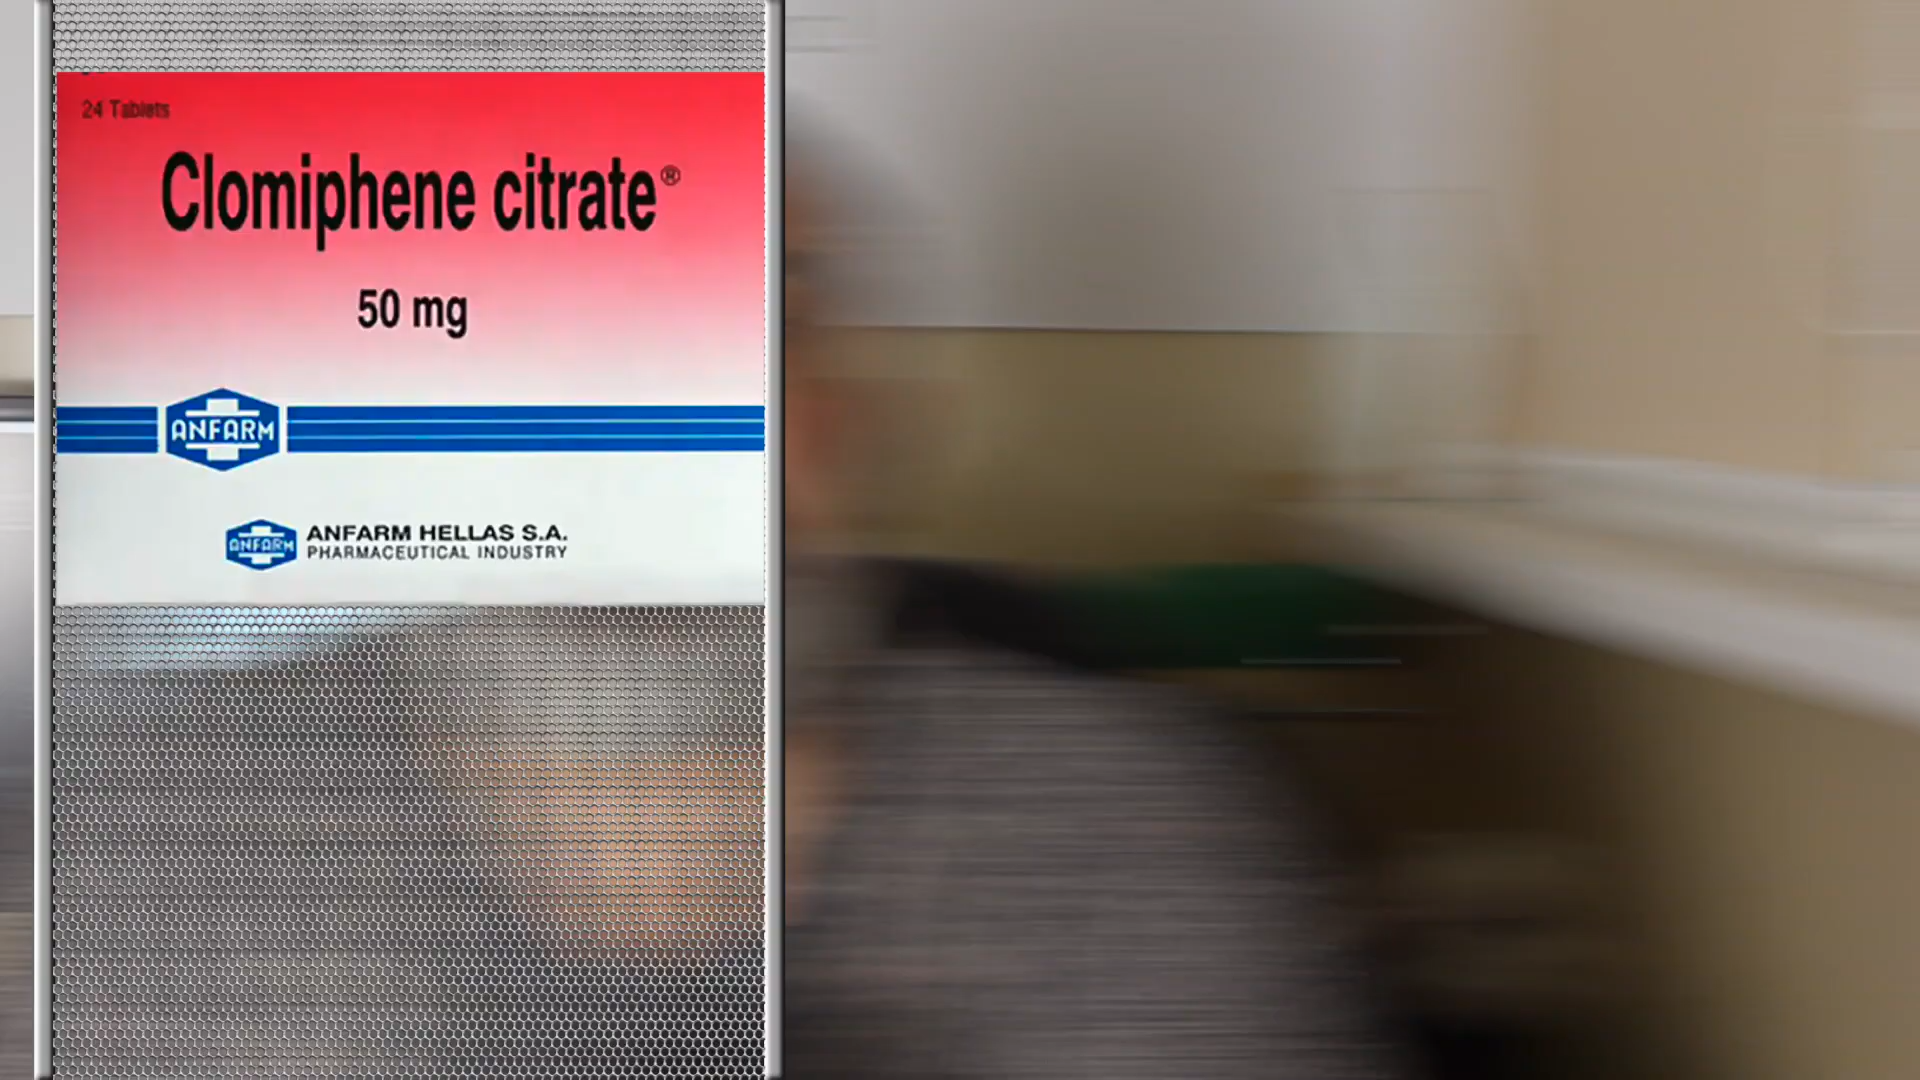 24 Tablets
Clomiphene citrate®
50 mg
ANFARM
ANFARM ANFARM HELLAS S.A.
PHARMACEUTICAL INDUSTRY